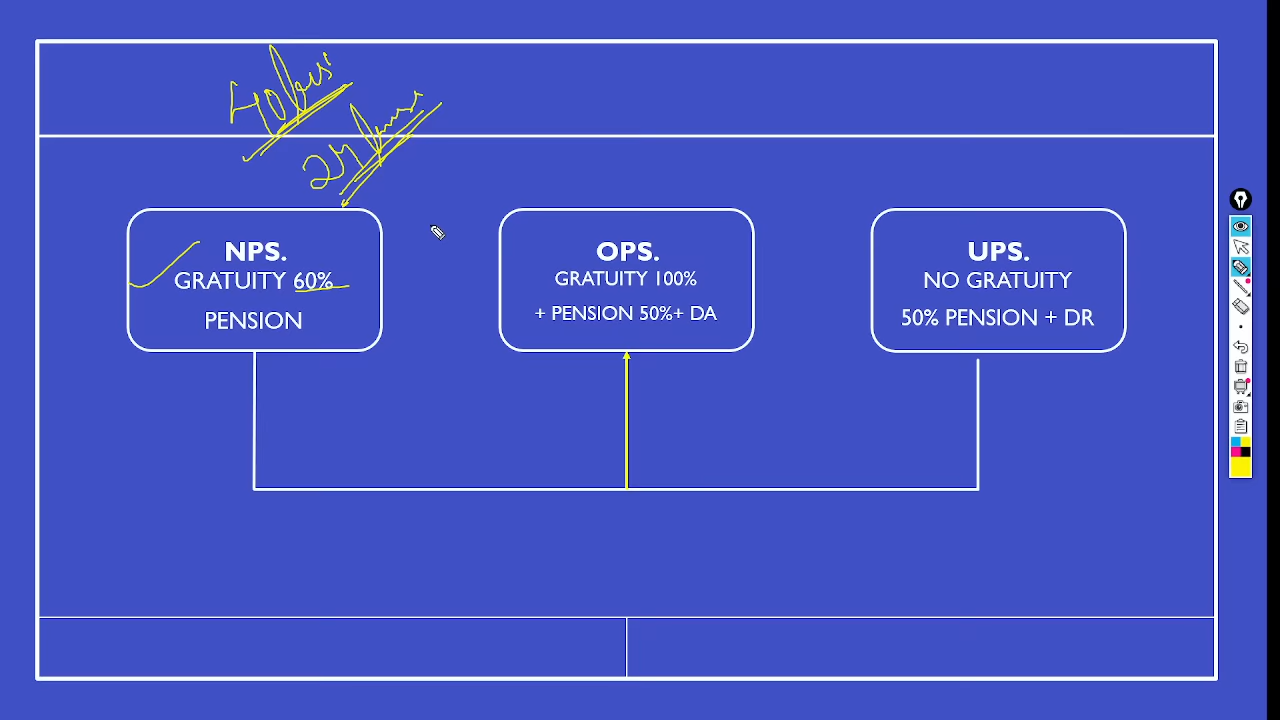 NPS.
GRATUITY 60%
PENSION
OPS.
GRATUITY 100%
+ PENSION 50%+ DA
UPS.
NO GRATUITY
50% PENSION + DR